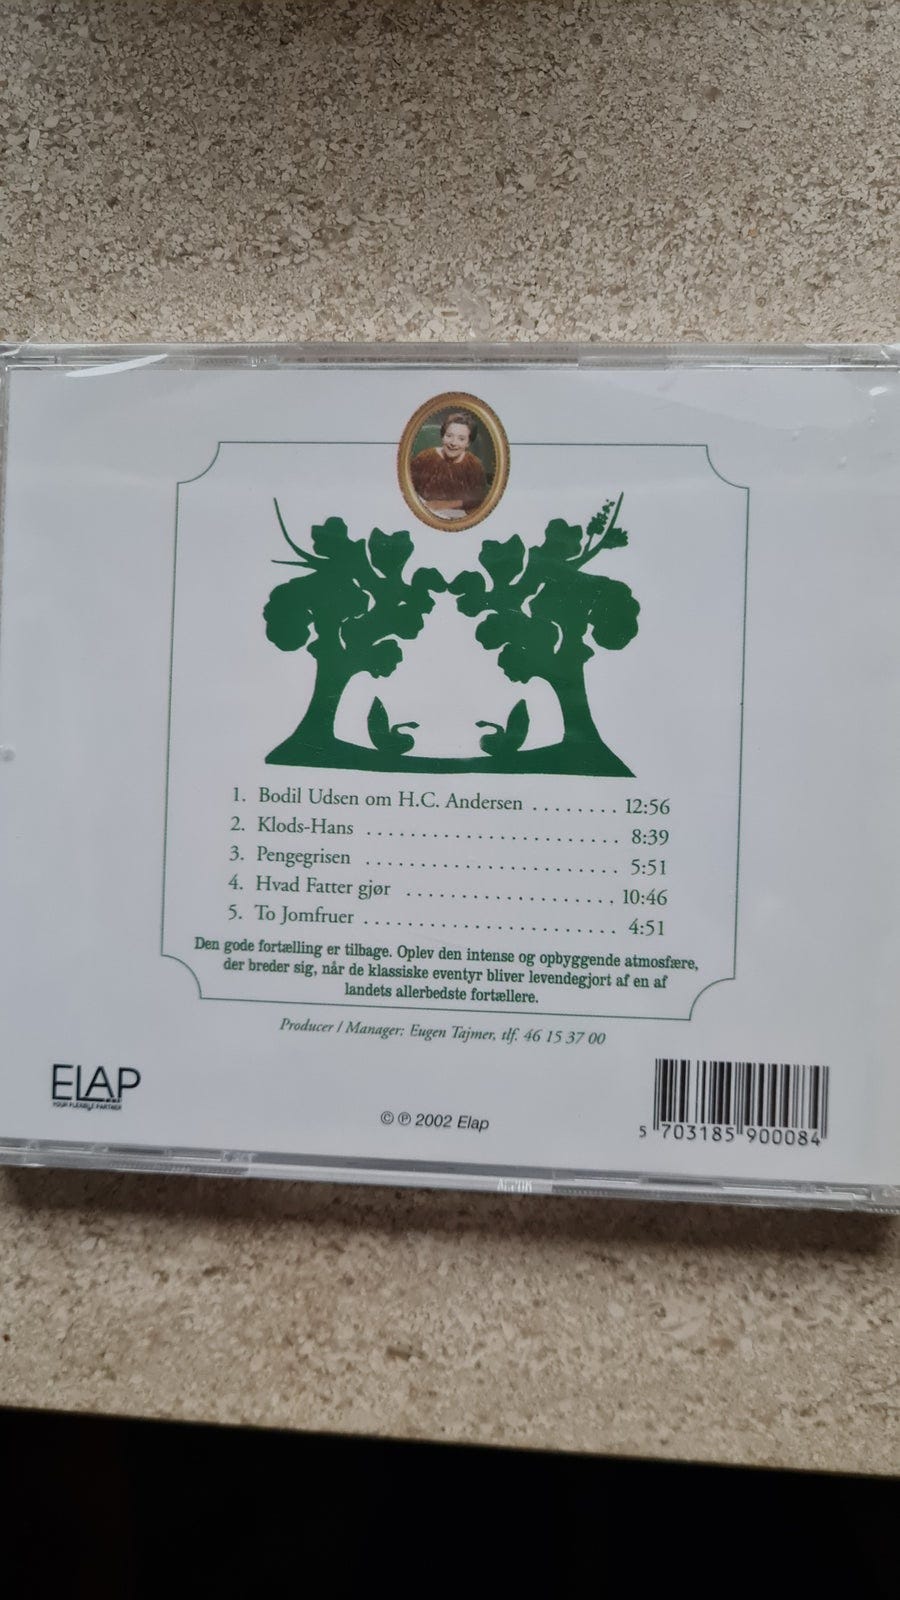 1. Bodil Udsen om H.C. Andersen ........ 12:56
2. Klods-Hans ........................ 8:39
3. Pengegrisen ........................ 5:51
4. Hvad Fatter gjør ................... 10:46
5. To Jomfruer ........................ 4:51
Den gode fortælling er tilbage. Oplev den intense og opbyggende atmosfære,
der breder sig, når de klassiske eventyr bliver levendegjort af en af
landets allerbedste fortællere.
Producer / Manager: Eugen Tajmer, tlf. 46 15 37 00
ELAP
YOUR FLEXIBLE PARTNER
© ℗ 2002 Elap
5 703185 900084